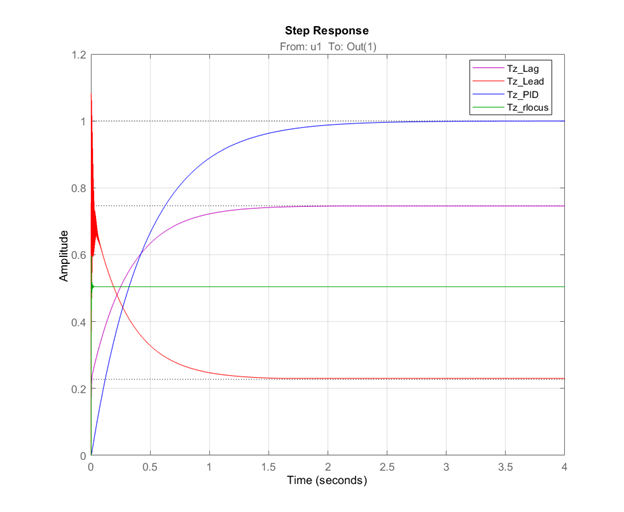 Step Response
From: u1 To: Out(1)
Tz_Lag
Tz_Lead
Tz_PID
Tz_rlocus
1.2
1
0.8
0.6
0.4
0.2
0
Amplitude
0 0.5 1 1.5 2 2.5 3 3.5 4
Time (seconds)